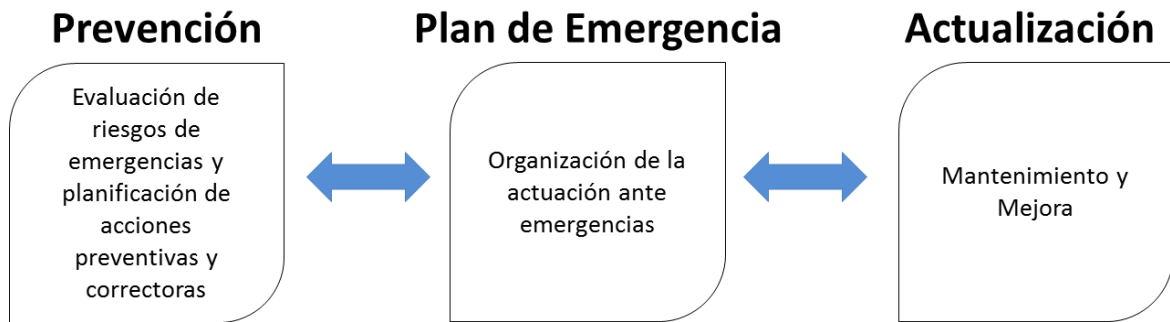 Prevención
Plan de Emergencia
Actualización
Evaluación de
riesgos de
emergencias y
planificación de
acciones
preventivas y
correctoras
Organización de la
actuación ante
emergencias
Mantenimiento y
Mejora